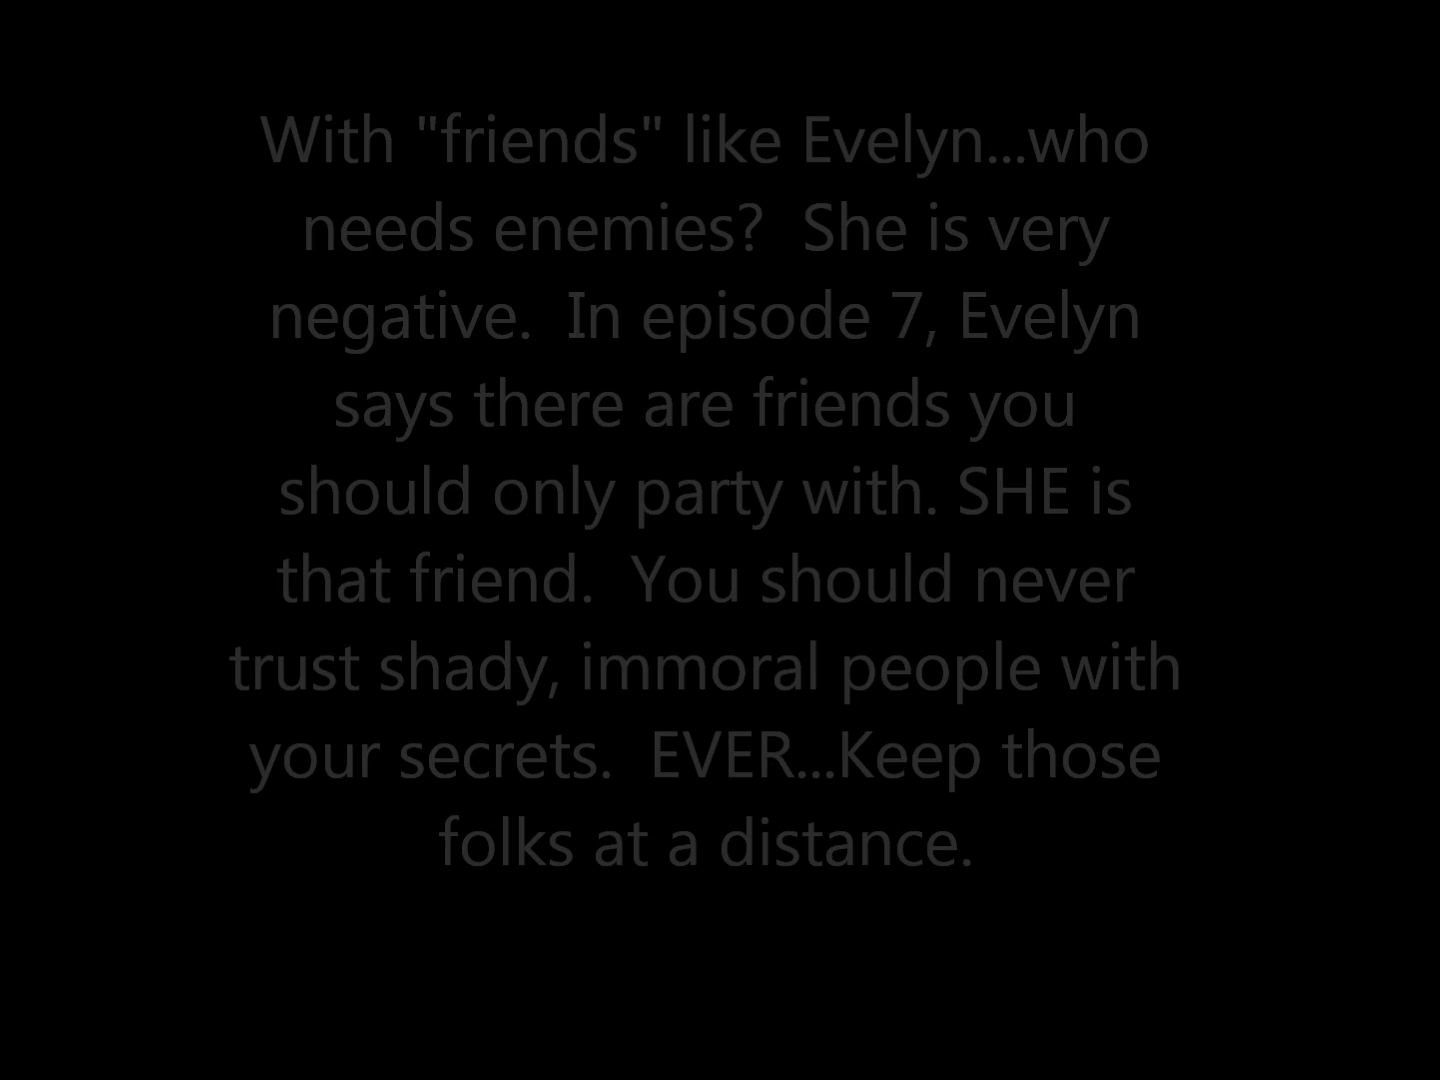 With "friends" like Evelyn...who
needs enemies?  She is very
negative.  In episode 7, Evelyn
says there are friends you
should only party with. SHE is
that friend.  You should never
trust shady, immoral people with
your secrets.  EVER...Keep those
folks at a distance.